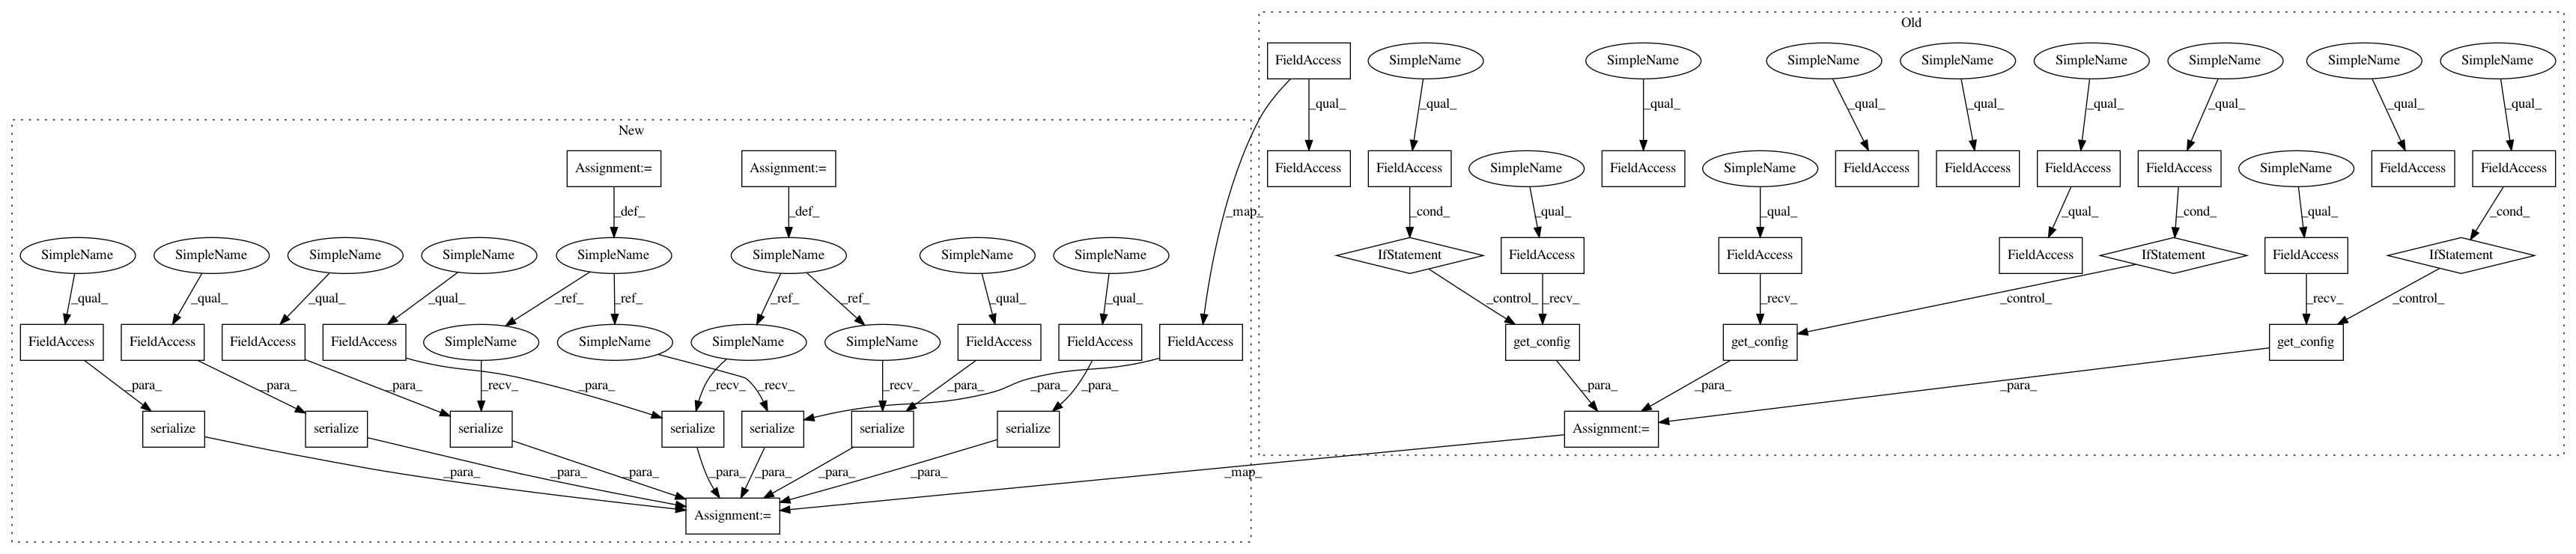 Old
FieldAccess SimpleName SimpleName SimpleName SimpleName SimpleName SimpleName SimpleName SimpleName
_qual_ _qual_ _qual_ _qual_ _qual_ _qual_ _qual_ _qual_ _qual_
New
Assignment:= Assignment:= FieldAccess FieldAccess SimpleName FieldAccess SimpleName FieldAccess FieldAccess FieldAccess FieldAccess SimpleName FieldAccess FieldAccess
_def_ _def_ _map_ _cond_ _qual_ _qual_ _qual_ _cond_ _qual_ _cond_
SimpleName SimpleName SimpleName SimpleName SimpleName SimpleName SimpleName SimpleName IfStatement FieldAccess FieldAccess FieldAccess IfStatement FieldAccess IfStatement
_qual_ _qual_ _qual_ _qual_ _ref_ _ref_ _ref_ _ref_ _qual_ _qual_ _control_ _recv_ _recv_ _control_ _recv_ _control_
FieldAccess FieldAccess FieldAccess FieldAccess SimpleName SimpleName SimpleName SimpleName FieldAccess FieldAccess FieldAccess get_config get_config get_config
_para_ _para_ _para_ _recv_ _para_ _recv_ _recv_ _recv_ _para_ _para_ _para_ _para_ _para_ _para_
serialize serialize serialize serialize serialize serialize serialize Assignment:=
_para_ _para_ _para_ _para_ _para_ _para_ _para_ _map_
Assignment:=